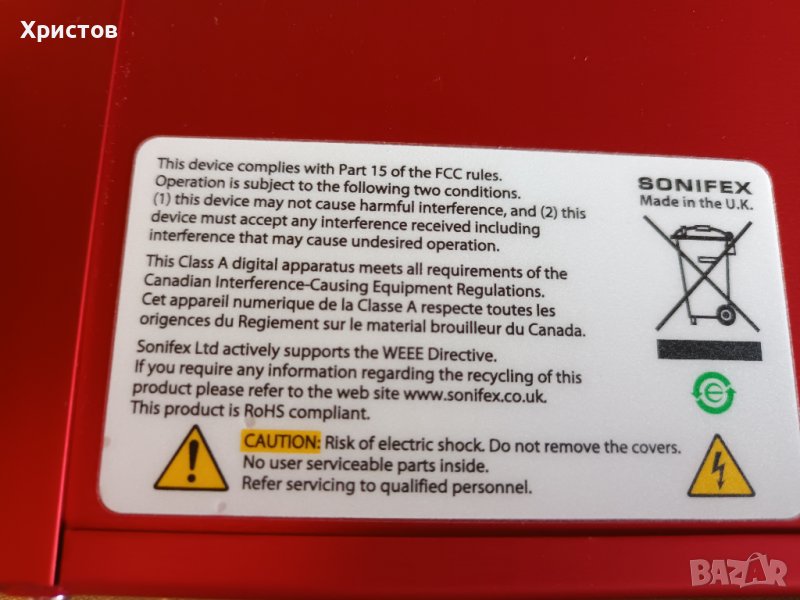 Христов
This device complies with Part 15 of the FCC rules.
Operation is subject to the following two conditions.
(1) this device may not cause harmful interference, and (2) this
device must accept any interference received including
interference that may cause undesired operation.
This Class A digital apparatus meets all requirements of the
Canadian Interference-Causing Equipment Regulations.
Cet appareil numerique de la Classe A respecte toutes les
origences du Regiement sur le material brouilleur du Canada.
Sonifex Ltd actively supports the WEEE Directive.
If you require any information regarding the recycling of this
product please refer to the web site www.sonifex.co.uk.
This product is RoHS compliant.
CAUTION: Risk of electric shock. Do not remove the covers.
No user serviceable parts inside.
Refer servicing to qualified personnel.
SONIFEX
Made in the U.K.
e
BAZAR